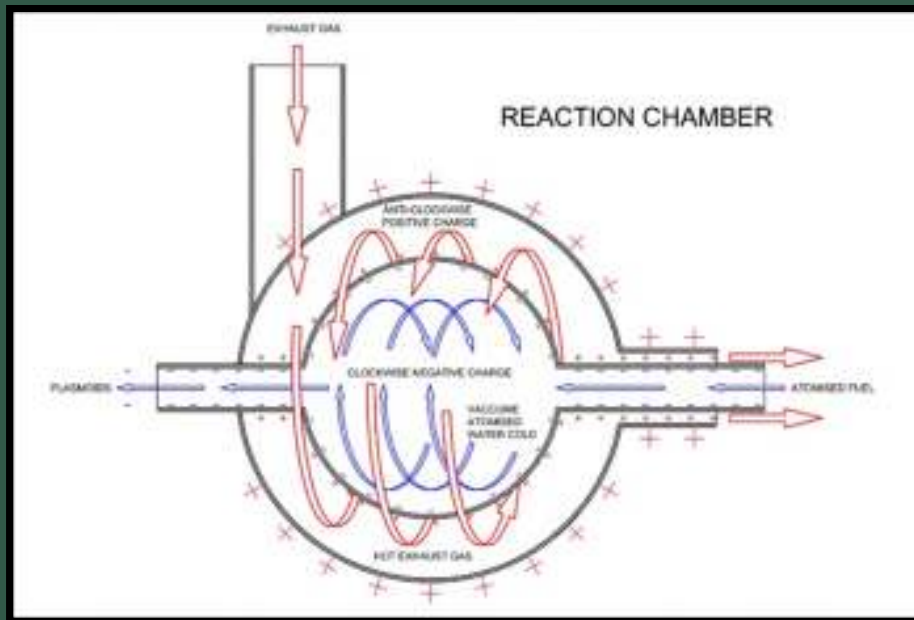 EXHAUST GAS
REACTION CHAMBER
ANTI-CLOCKWISE
POSITIVE CHARGE
CLOCKWISE NEGATIVE CHARGE
PLASMOIDS
ATOMISED FUEL
VACUUME
ATOMISED
WATER COLD
HOT EXHAUST GAS